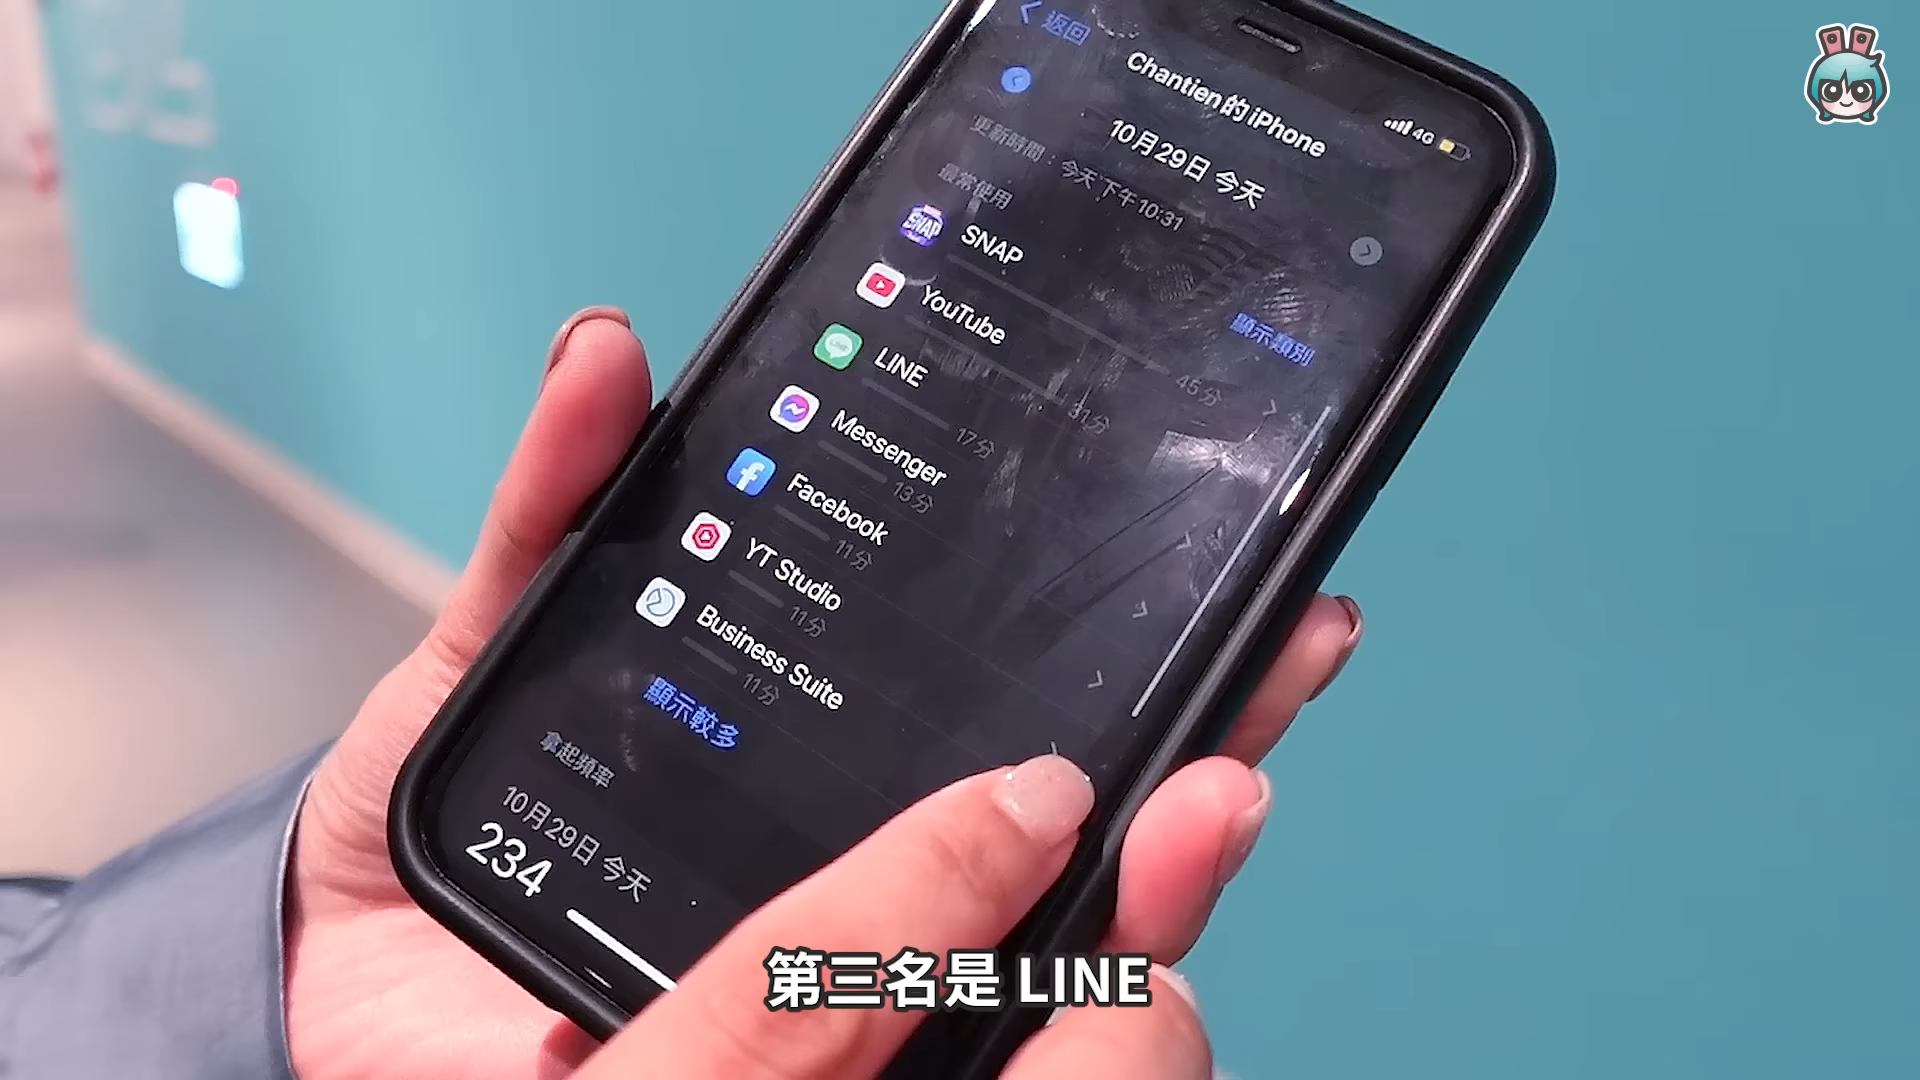 返回
Chantien的iPhone
4G
10月29日 今天
更新時間：今天下午10:31
最常使用
顯示類別
SNAP
SNAP
45分
YouTube
31分
LINE
LINE
17分
Messenger
13分
Facebook
11分
YT Studio
11分
Business Suite
11分
顯示較多
拿起頻率
10月29日 今天
234
第三名是 LINE